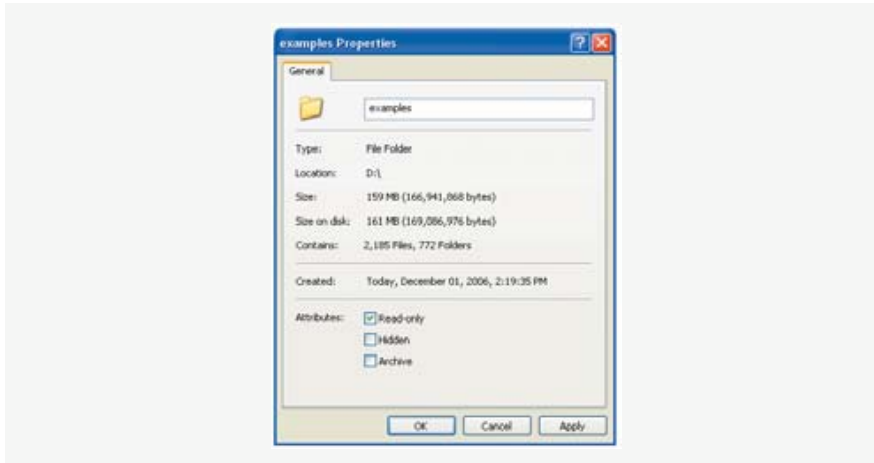 examples Properties
General
examples
Type: File Folder
Location: D:\
Size: 159 MB (166,941,868 bytes)
Size on disk: 161 MB (169,086,976 bytes)
Contains: 2,185 Files, 772 Folders
Created: Today, December 01, 2006, 2:19:35 PM
Attributes: Read-only
Hidden
Archive
OK Cancel Apply